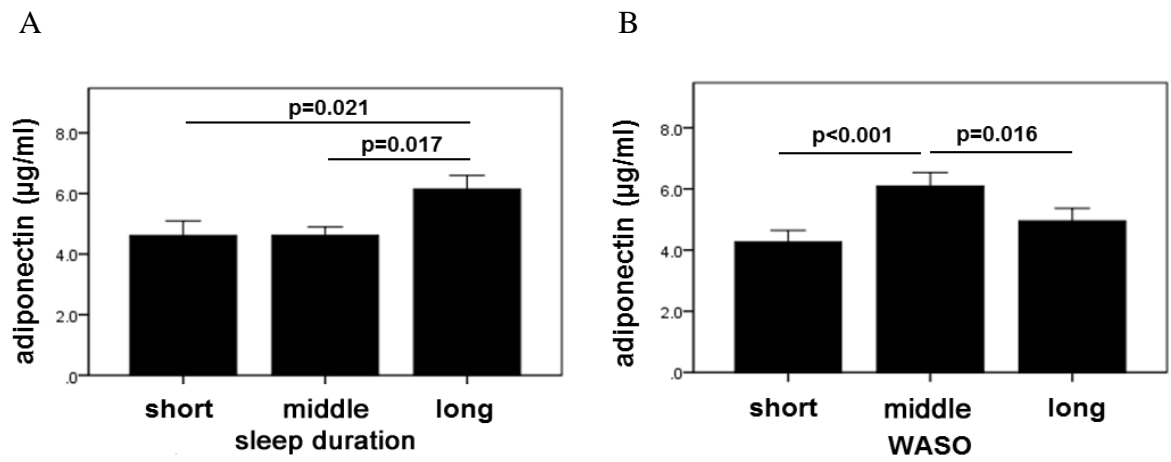 A
adiponectin (µg/ml)
8.0
6.0
4.0
2.0
.0
p=0.021
p=0.017
short middle long
sleep duration
B
adiponectin (µg/ml)
8.0
6.0
4.0
2.0
.0
p<0.001 p=0.016
short middle long
WASO